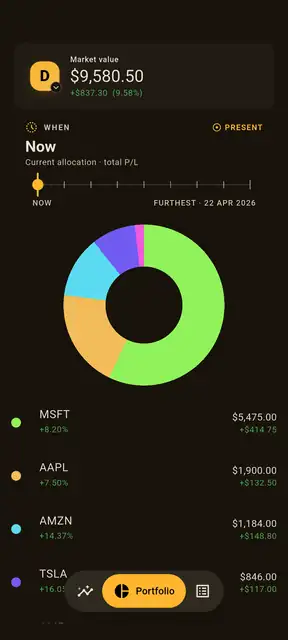 Market value
D
$9,580.50
+$837.30 (9.58%)
WHEN
PRESENT
Now
Current allocation · total P/L
NOW
FURTHEST · 22 APR 2026
MSFT
$5,475.00
+8.20%
+$414.75
AAPL
$1,900.00
+7.50%
+$132.50
AMZN
$1,184.00
+14.37%
+$148.80
TSLA
$846.00
+$117.00
Portfolio